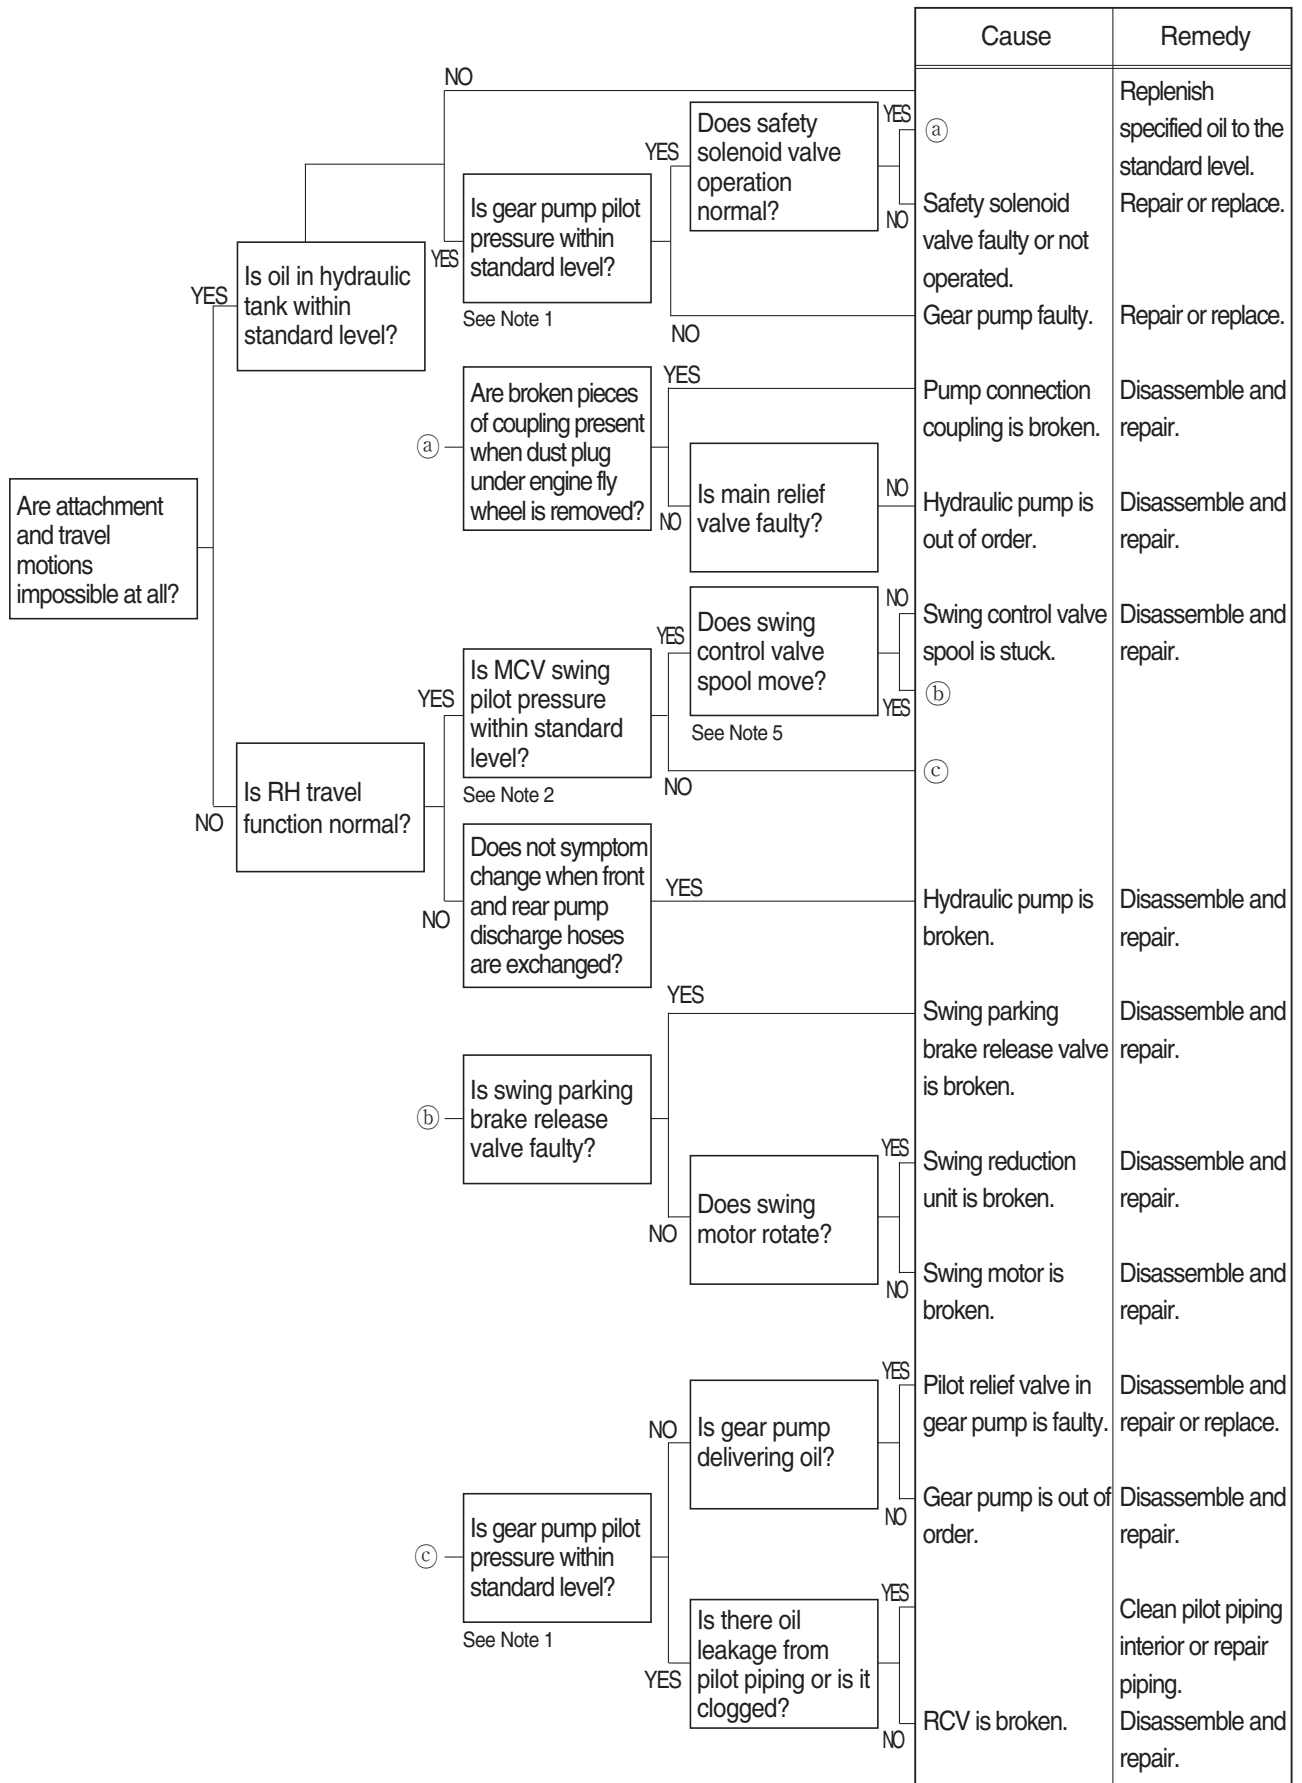 Cause
Remedy
NO
Replenish
specified oil to the
standard level.
YES
Does safety
solenoid valve
operation
normal?
YES
ⓐ
NO
Safety solenoid
valve faulty or not
operated.
Repair or replace.
Is gear pump pilot
pressure within
standard level?
YES
See Note 1
NO
Gear pump faulty.
Repair or replace.
YES
Is oil in hydraulic
tank within
standard level?
ⓐ
Are broken pieces
of coupling present
when dust plug
under engine fly
wheel is removed?
YES
Pump connection
coupling is broken.
Disassemble and
repair.
NO
Is main relief
valve faulty?
NO
Hydraulic pump is
out of order.
Disassemble and
repair.
Are attachment
and travel
motions
impossible at all?
NO
Is RH travel
function normal?
YES
Is MCV swing
pilot pressure
within standard
level?
See Note 2
YES
Does swing
control valve
spool move?
See Note 5
NO
Swing control valve
spool is stuck.
Disassemble and
repair.
YES
ⓑ
NO
ⓒ
NO
Does not symptom
change when front
and rear pump
discharge hoses
are exchanged?
YES
Hydraulic pump is
broken.
Disassemble and
repair.
ⓑ
Is swing parking
brake release
valve faulty?
YES
Swing parking
brake release valve
is broken.
Disassemble and
repair.
NO
Does swing
motor rotate?
YES
Swing reduction
unit is broken.
Disassemble and
repair.
NO
Swing motor is
broken.
Disassemble and
repair.
ⓒ
Is gear pump pilot
pressure within
standard level?
See Note 1
NO
Is gear pump
delivering oil?
YES
Pilot relief valve in
gear pump is faulty.
Disassemble and
repair or replace.
NO
Gear pump is out of
order.
Disassemble and
repair.
YES
Is there oil
leakage from
pilot piping or is it
clogged?
YES
Clean pilot piping
interior or repair
piping.
NO
RCV is broken.
Disassemble and
repair.